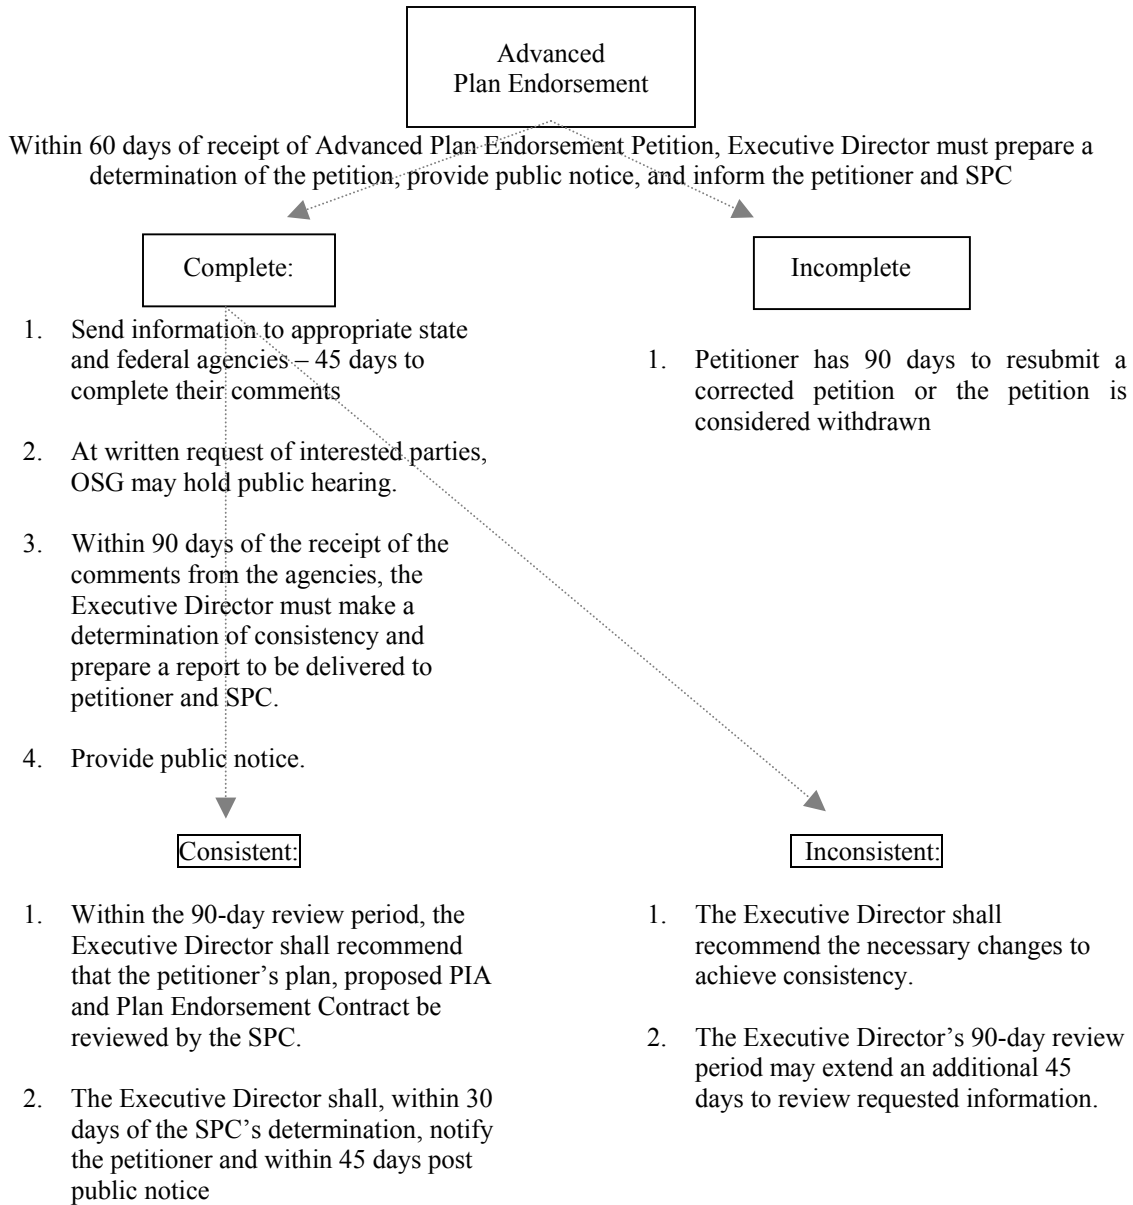 Advanced
Plan Endorsement
Within 60 days of receipt of Advanced Plan Endorsement Petition, Executive Director must prepare a
determination of the petition, provide public notice, and inform the petitioner and SPC
Complete:
1. Send information to appropriate state
and federal agencies – 45 days to
complete their comments
2. At written request of interested parties,
OSG may hold public hearing.
3. Within 90 days of the receipt of the
comments from the agencies, the
Executive Director must make a
determination of consistency and
prepare a report to be delivered to
petitioner and SPC.
4. Provide public notice.
Incomplete
1. Petitioner has 90 days to resubmit a
corrected petition or the petition is
considered withdrawn
Consistent:
1. Within the 90-day review period, the
Executive Director shall recommend
that the petitioner’s plan, proposed PIA
and Plan Endorsement Contract be
reviewed by the SPC.
2. The Executive Director shall, within 30
days of the SPC’s determination, notify
the petitioner and within 45 days post
public notice
Inconsistent:
1. The Executive Director shall
recommend the necessary changes to
achieve consistency.
2. The Executive Director’s 90-day review
period may extend an additional 45
days to review requested information.